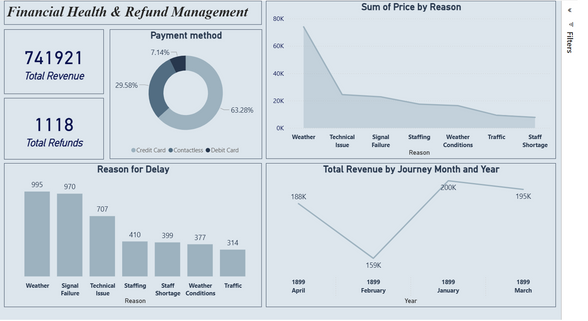 Financial Health & Refund Management
741921
Total Revenue
1118
Total Refunds
Payment method
7.14%
29.58%
63.28%
Credit Card Contactless Debit Card
Sum of Price by Reason
80K
60K
40K
20K
0K
Weather Technical Issue Signal Failure Staffing Weather Conditions Traffic Staff Shortage
Reason
Reason for Delay
995 970 707 410 399 377 314
Weather Signal Failure Technical Issue Staffing Staff Shortage Weather Conditions Traffic
Reason
Total Revenue by Journey Month and Year
188K
159K
200K
195K
1899 April 1899 February 1899 January 1899 March
Year
Filters